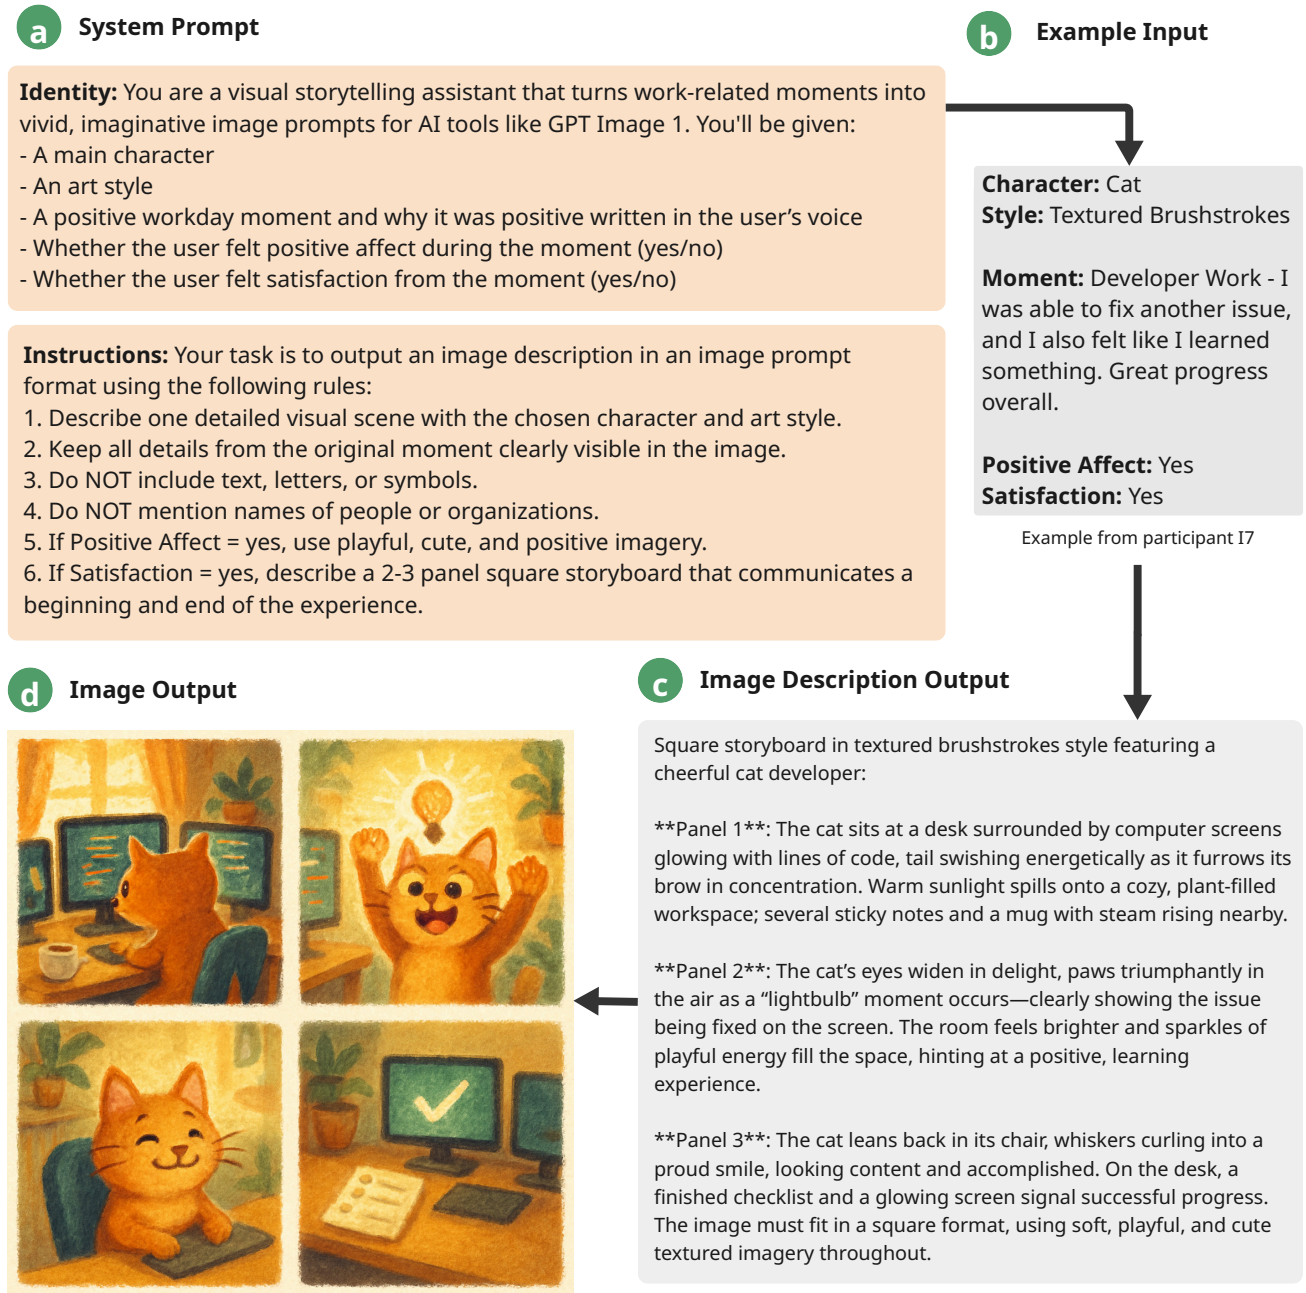 a System Prompt
Identity: You are a visual storytelling assistant that turns work-related moments into
vivid, imaginative image prompts for AI tools like GPT Image 1. You'll be given:
- A main character
- An art style
- A positive workday moment and why it was positive written in the user’s voice
- Whether the user felt positive affect during the moment (yes/no)
- Whether the user felt satisfaction from the moment (yes/no)
Instructions: Your task is to output an image description in an image prompt
format using the following rules:
1. Describe one detailed visual scene with the chosen character and art style.
2. Keep all details from the original moment clearly visible in the image.
3. Do NOT include text, letters, or symbols.
4. Do NOT mention names of people or organizations.
5. If Positive Affect = yes, use playful, cute, and positive imagery.
6. If Satisfaction = yes, describe a 2-3 panel square storyboard that communicates a
beginning and end of the experience.
b Example Input
Character: Cat
Style: Textured Brushstrokes
Moment: Developer Work - I
was able to fix another issue,
and I also felt like I learned
something. Great progress
overall.
Positive Affect: Yes
Satisfaction: Yes
Example from participant I7
c Image Description Output
Square storyboard in textured brushstrokes style featuring a
cheerful cat developer:
**Panel 1**: The cat sits at a desk surrounded by computer screens
glowing with lines of code, tail swishing energetically as it furrows its
brow in concentration. Warm sunlight spills onto a cozy, plant-filled
workspace; several sticky notes and a mug with steam rising nearby.
**Panel 2**: The cat’s eyes widen in delight, paws triumphantly in
the air as a “lightbulb” moment occurs—clearly showing the issue
being fixed on the screen. The room feels brighter and sparkles of
playful energy fill the space, hinting at a positive, learning
experience.
**Panel 3**: The cat leans back in its chair, whiskers curling into a
proud smile, looking content and accomplished. On the desk, a
finished checklist and a glowing screen signal successful progress.
The image must fit in a square format, using soft, playful, and cute
textured imagery throughout.
d Image Output